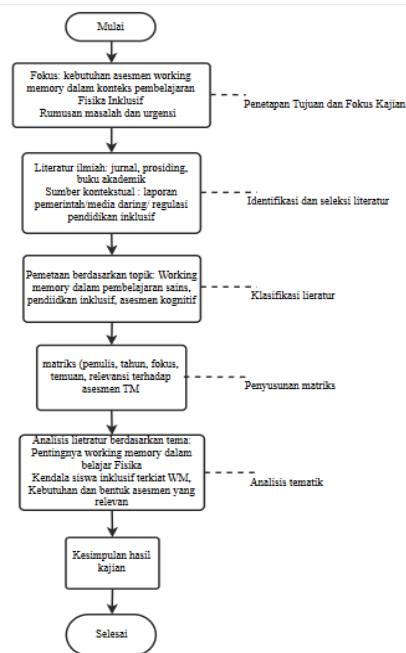 Mulai
Fokus: kebutuhan asesmen working
memory dalam konteks pembelajaran
Fisika Inklusif
Rumusan masalah dan urgensi
Penetapan Tujuan dan Fokus Kajian
Literatur ilmiah: jurnal, prosiding,
buku akademik
Sumber kontekstual : laporan
pemerintah/media daring/ regulasi
pendidikan inklusif
Identifikasi dan seleksi literatur
Pemetaan berdasarkan topik: Working
memory dalam pembelajaran sains,
pendiidkan inklusif, asesmen kognitif
Klasifikasi lieratur
matriks (penulis, tahun, fokus,
temuan, relevansi terhadap
asesmen TM
Penyusunan matriks
Analisis lietratur berdasarkan tema:
Pentingnya working memory dalam
belajar Fisika
Kendala siswa inklusif terkiat WM,
Kebutuhan dan bentuk asesmen yang
relevan
Analisis tematik
Kesimpulan hasil
kajian
Selesai